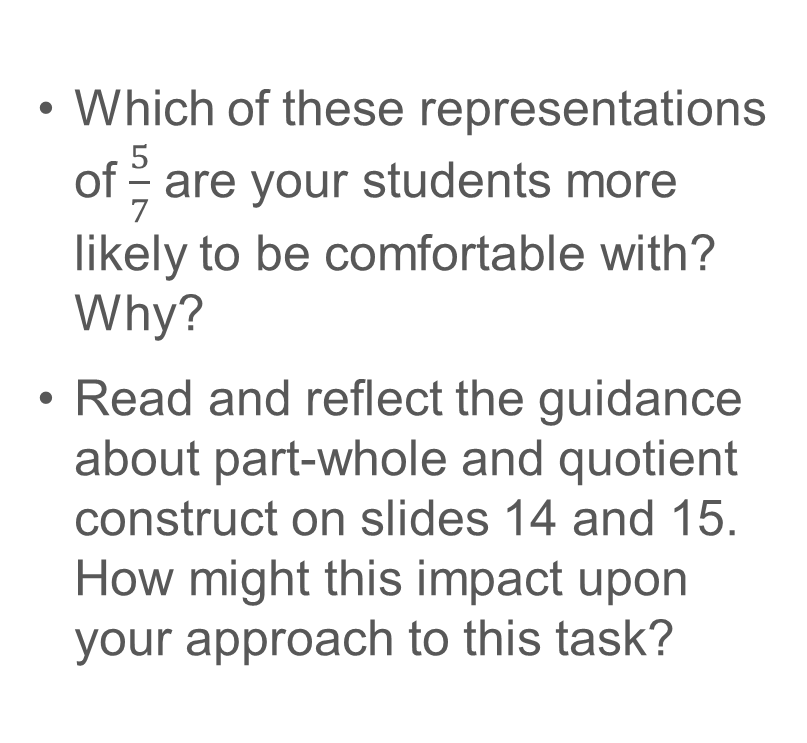 • Which of these representations
of 5/7 are your students more
likely to be comfortable with?
Why?
• Read and reflect the guidance
about part-whole and quotient
construct on slides 14 and 15.
How might this impact upon
your approach to this task?